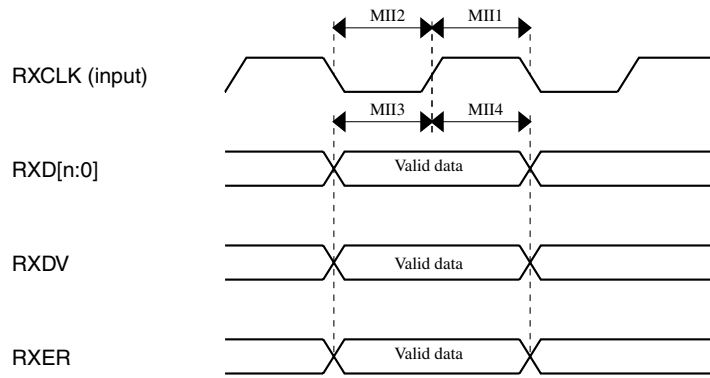 MII2 MII1
RXCLK (input)
MII3 MII4
RXD[n:0] Valid data
RXDV Valid data
RXER Valid data